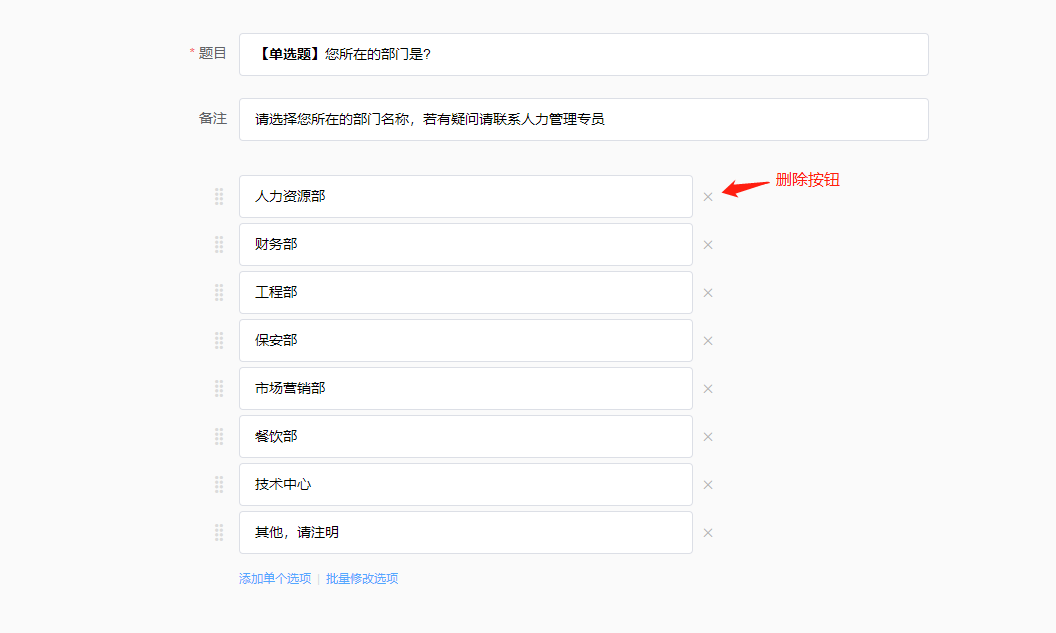 * 题目
【单选题】您所在的部门是?
备注
请选择您所在的部门名称，若有疑问请联系人力管理专员
人力资源部
删除按钮
财务部
工程部
保安部
市场营销部
餐饮部
技术中心
其他，请注明
添加单个选项 | 批量修改选项